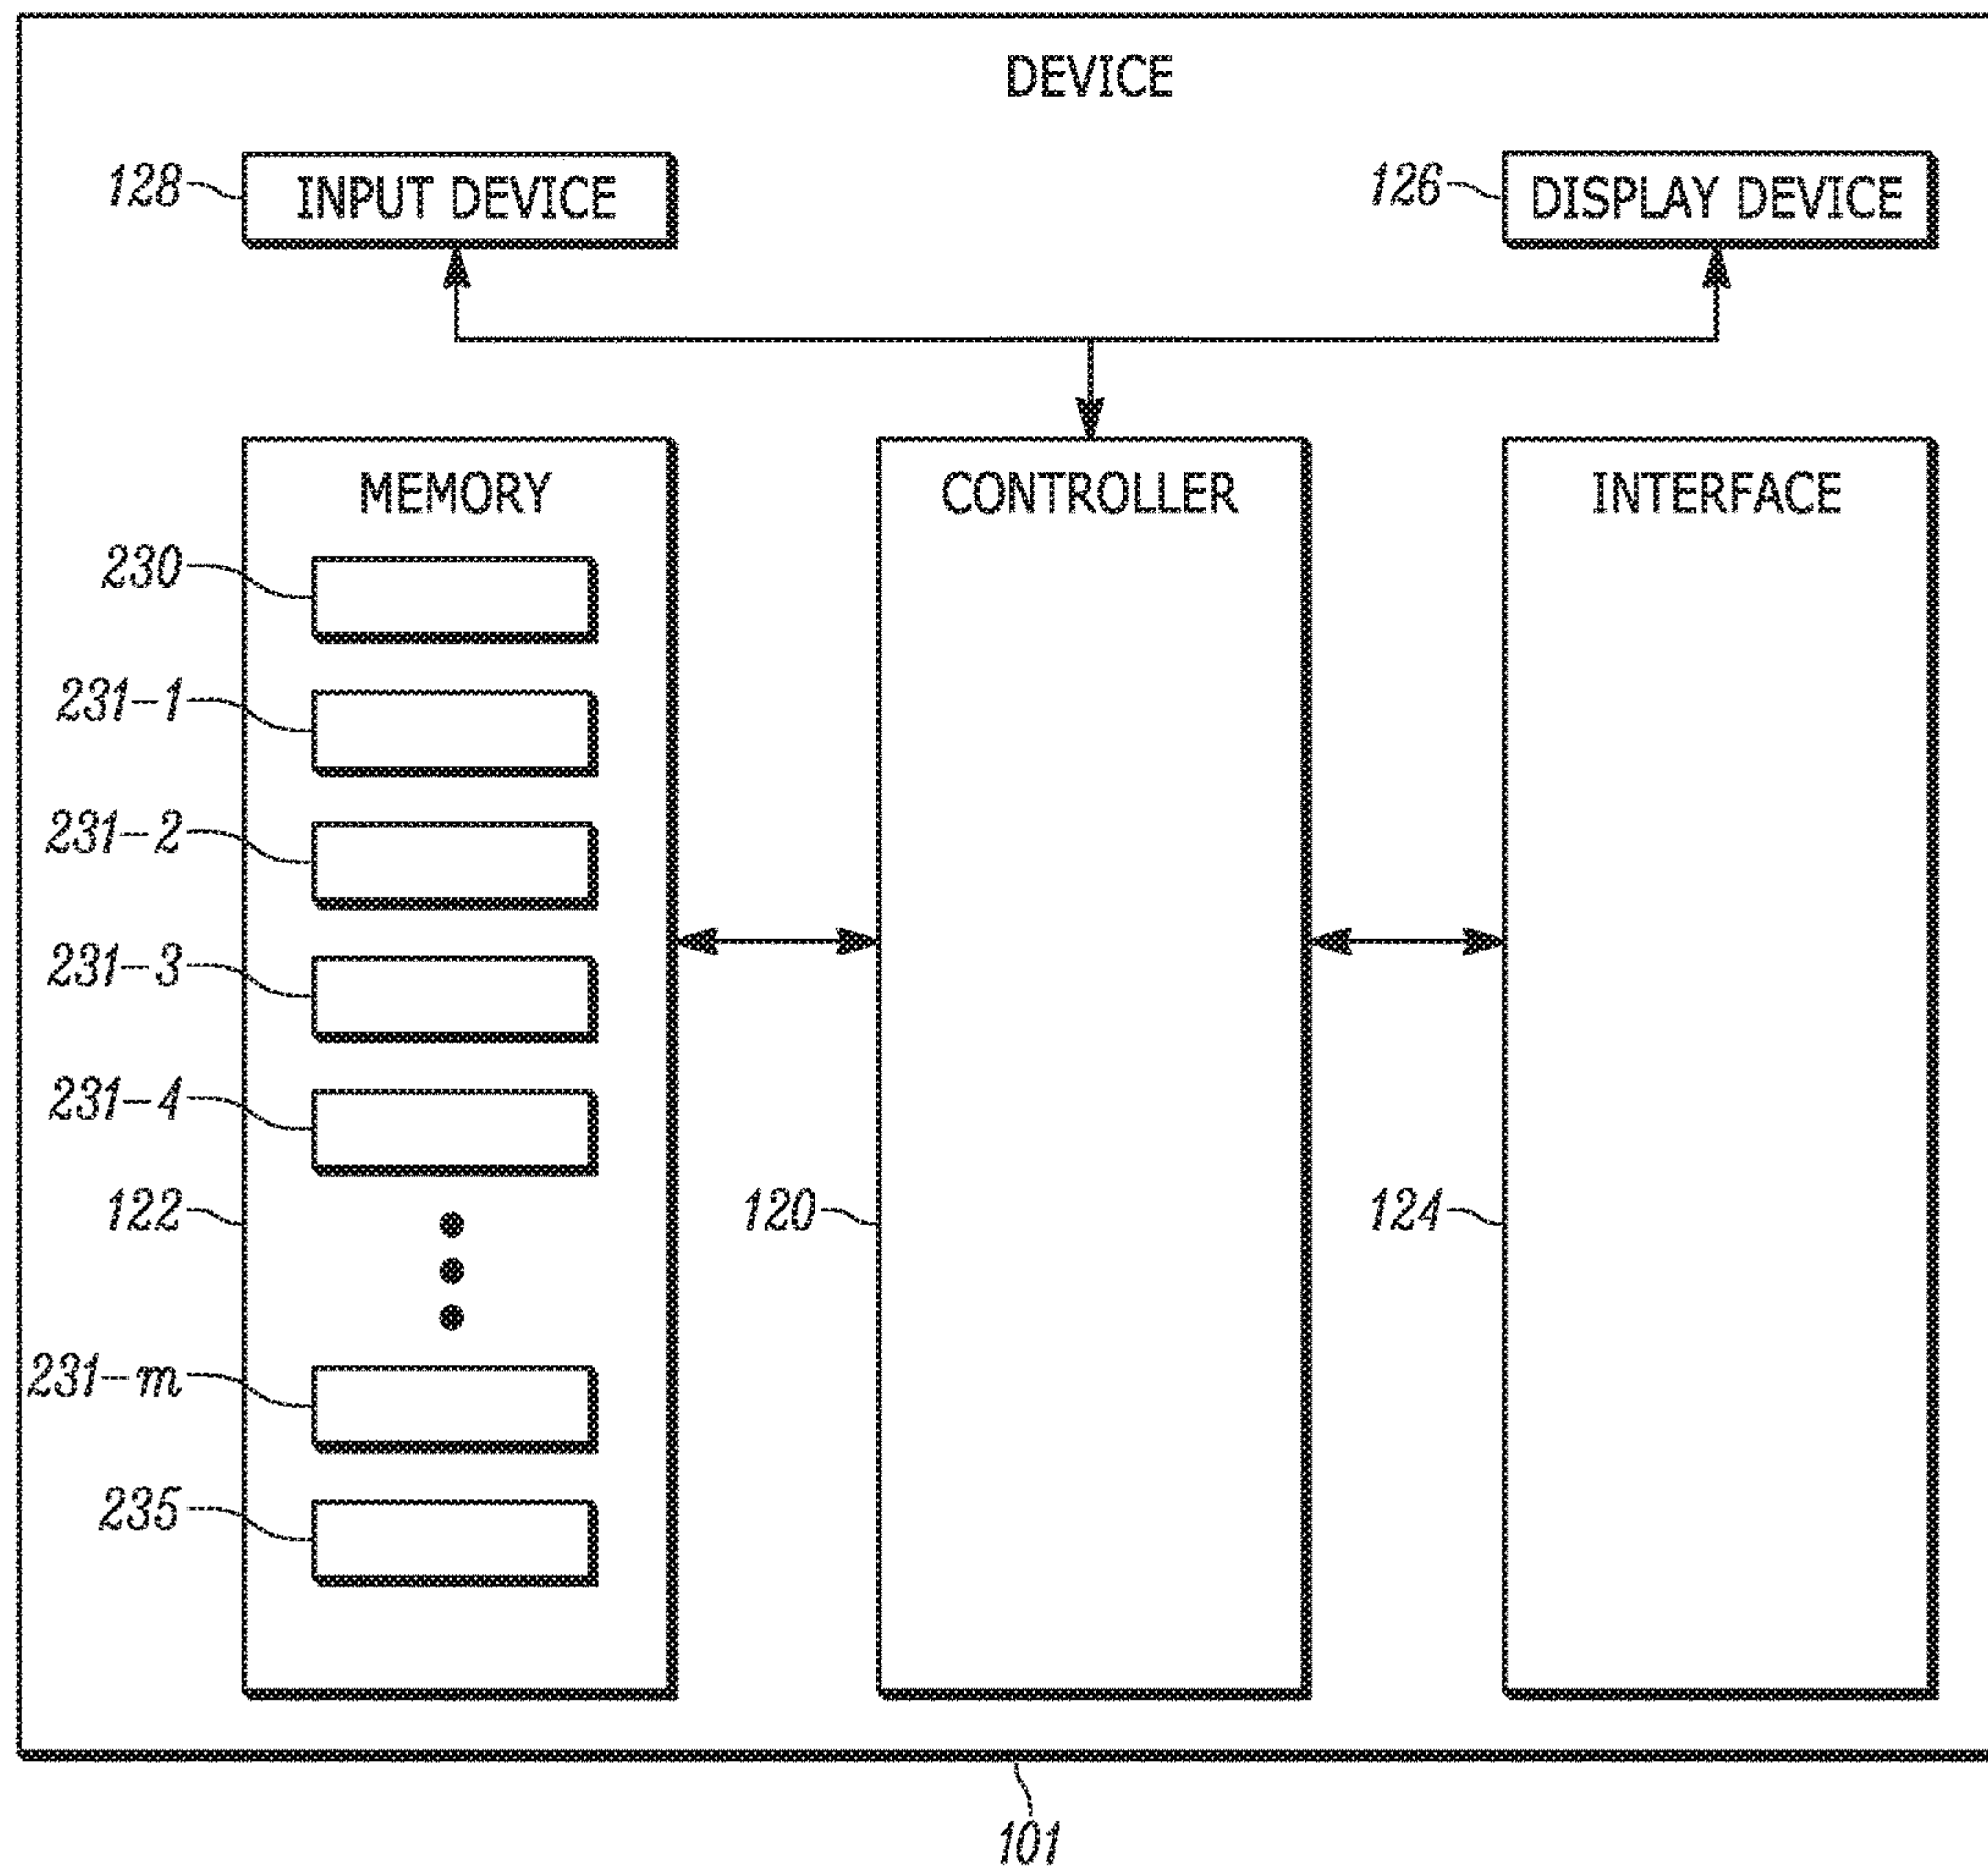 DEVICE
128 INPUT DEVICE
126 DISPLAY DEVICE
MEMORY
CONTROLLER
INTERFACE
230
231-1
231-2
231-3
231-4
122
120
124
231-m
235
101